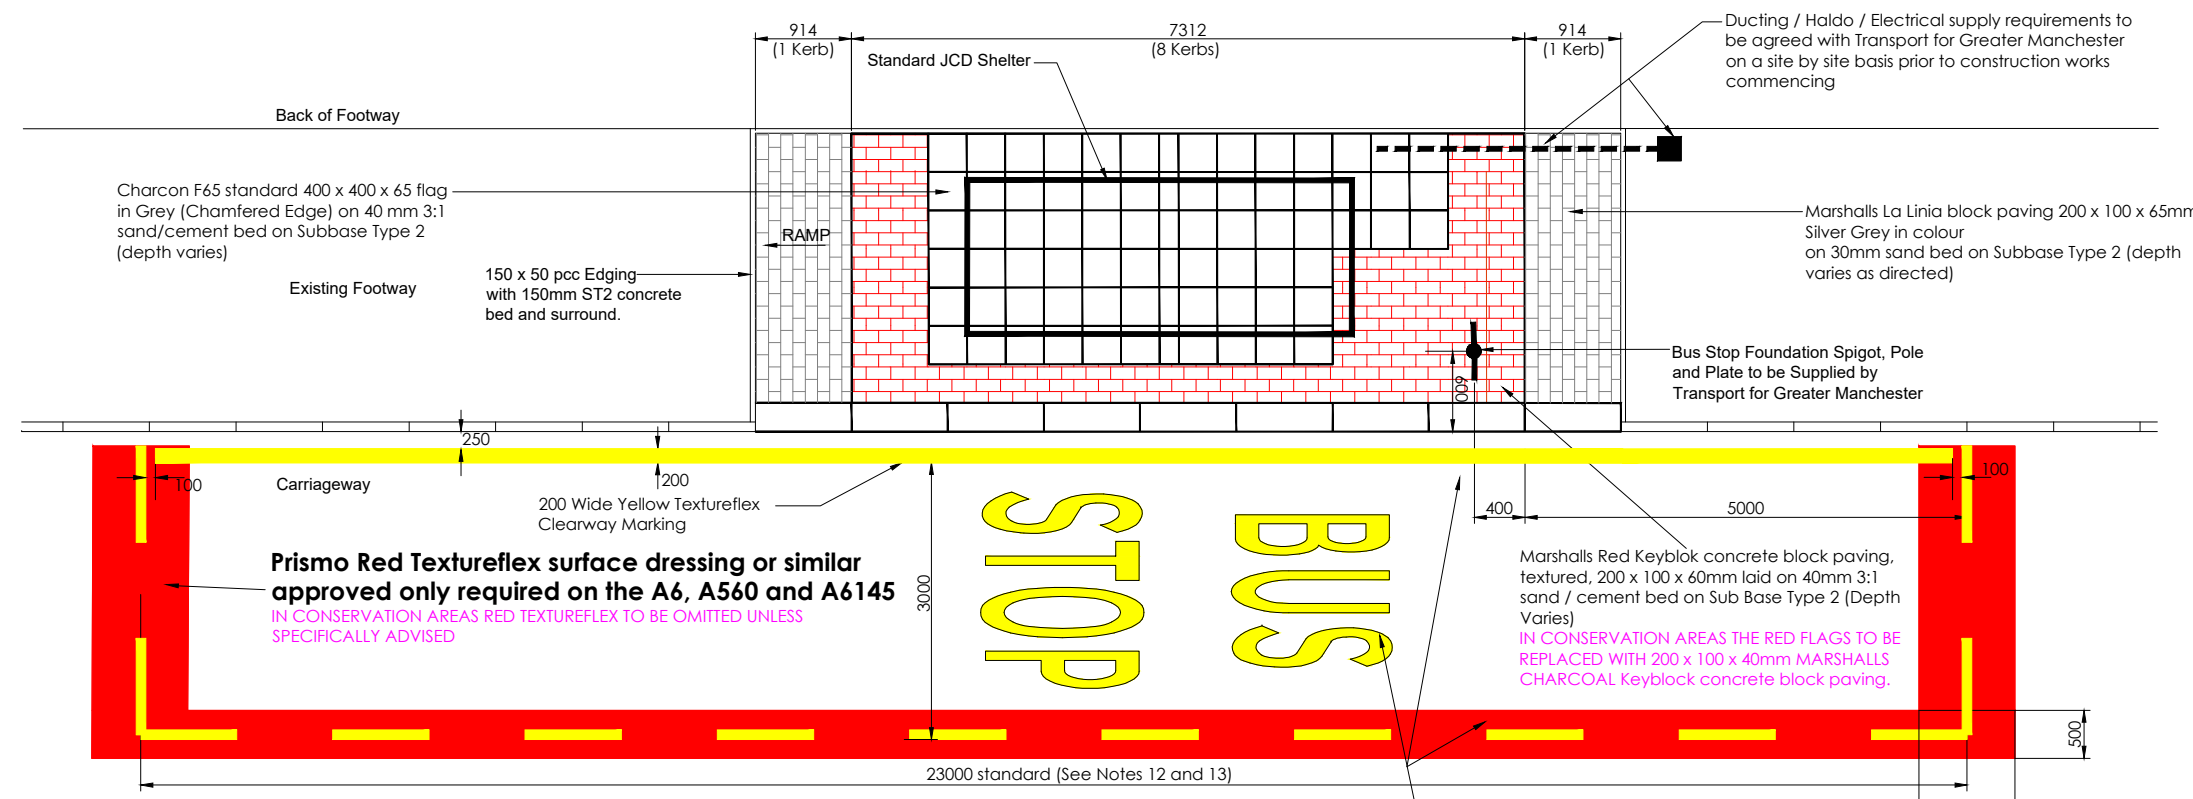 914
(1 Kerb)
7312
(8 Kerbs)
914
(1 Kerb)
Ducting / Haldo / Electrical supply requirements to
be agreed with Transport for Greater Manchester
on a site by site basis prior to construction works
commencing
Standard JCD Shelter
Back of Footway
Charcon F65 standard 400 x 400 x 65 flag
in Grey (Chamfered Edge) on 40 mm 3:1
sand/cement bed on Subbase Type 2
(depth varies)
RAMP
Marshalls La Linia block paving 200 x 100 x 65mm
Silver Grey in colour
on 30mm sand bed on Subbase Type 2 (depth
varies as directed)
Existing Footway
150 x 50 pcc Edging
with 150mm ST2 concrete
bed and surround.
Bus Stop Foundation Spigot, Pole
and Plate to be Supplied by
Transport for Greater Manchester
600
250
100
Carriageway
200
200 Wide Yellow Textureflex
Clearway Marking
100
400
5000
BUS
STOP
3000
Prismo Red Textureflex surface dressing or similar
approved only required on the A6, A560 and A6145
IN CONSERVATION AREAS RED TEXTUREFLEX TO BE OMITTED UNLESS
SPECIFICALLY ADVISED
Marshalls Red Keyblok concrete block paving,
textured, 200 x 100 x 60mm laid on 40mm 3:1
sand / cement bed on Sub Base Type 2 (Depth
Varies)
IN CONSERVATION AREAS THE RED FLAGS TO BE
REPLACED WITH 200 x 100 x 40mm MARSHALLS
CHARCOAL Keyblock concrete block paving.
500
23000 standard (See Notes 12 and 13)